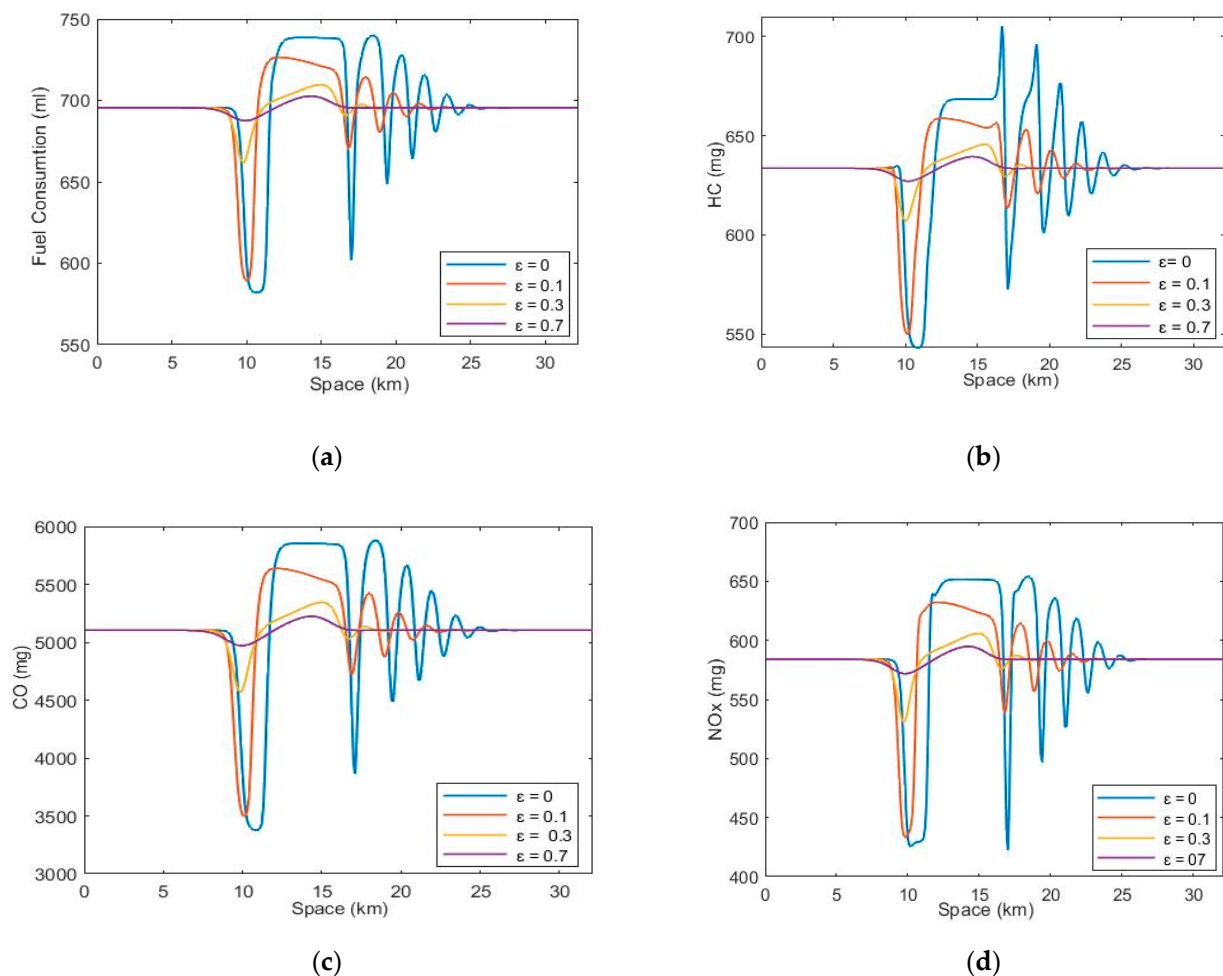 750
700
650
600
550
Fuel Consumtion (ml)
ε = 0
ε = 0.1
ε = 0.3
ε = 0.7
0 5 10 15 20 25 30
Space (km)
(a)
700
650
600
550
HC (mg)
ε= 0
ε = 0.1
ε = 0.3
ε = 0.7
0 5 10 15 20 25 30
Space (km)
(b)
6000
5500
5000
4500
4000
3500
3000
CO (mg)
ε = 0
ε = 0.1
ε = 0.3
ε = 0.7
0 5 10 15 20 25 30
Space (km)
(c)
700
650
600
550
500
450
400
NOx (mg)
ε = 0
ε = 0.1
ε = 0.3
ε = 07
0 5 10 15 20 25 30
Space (km)
(d)